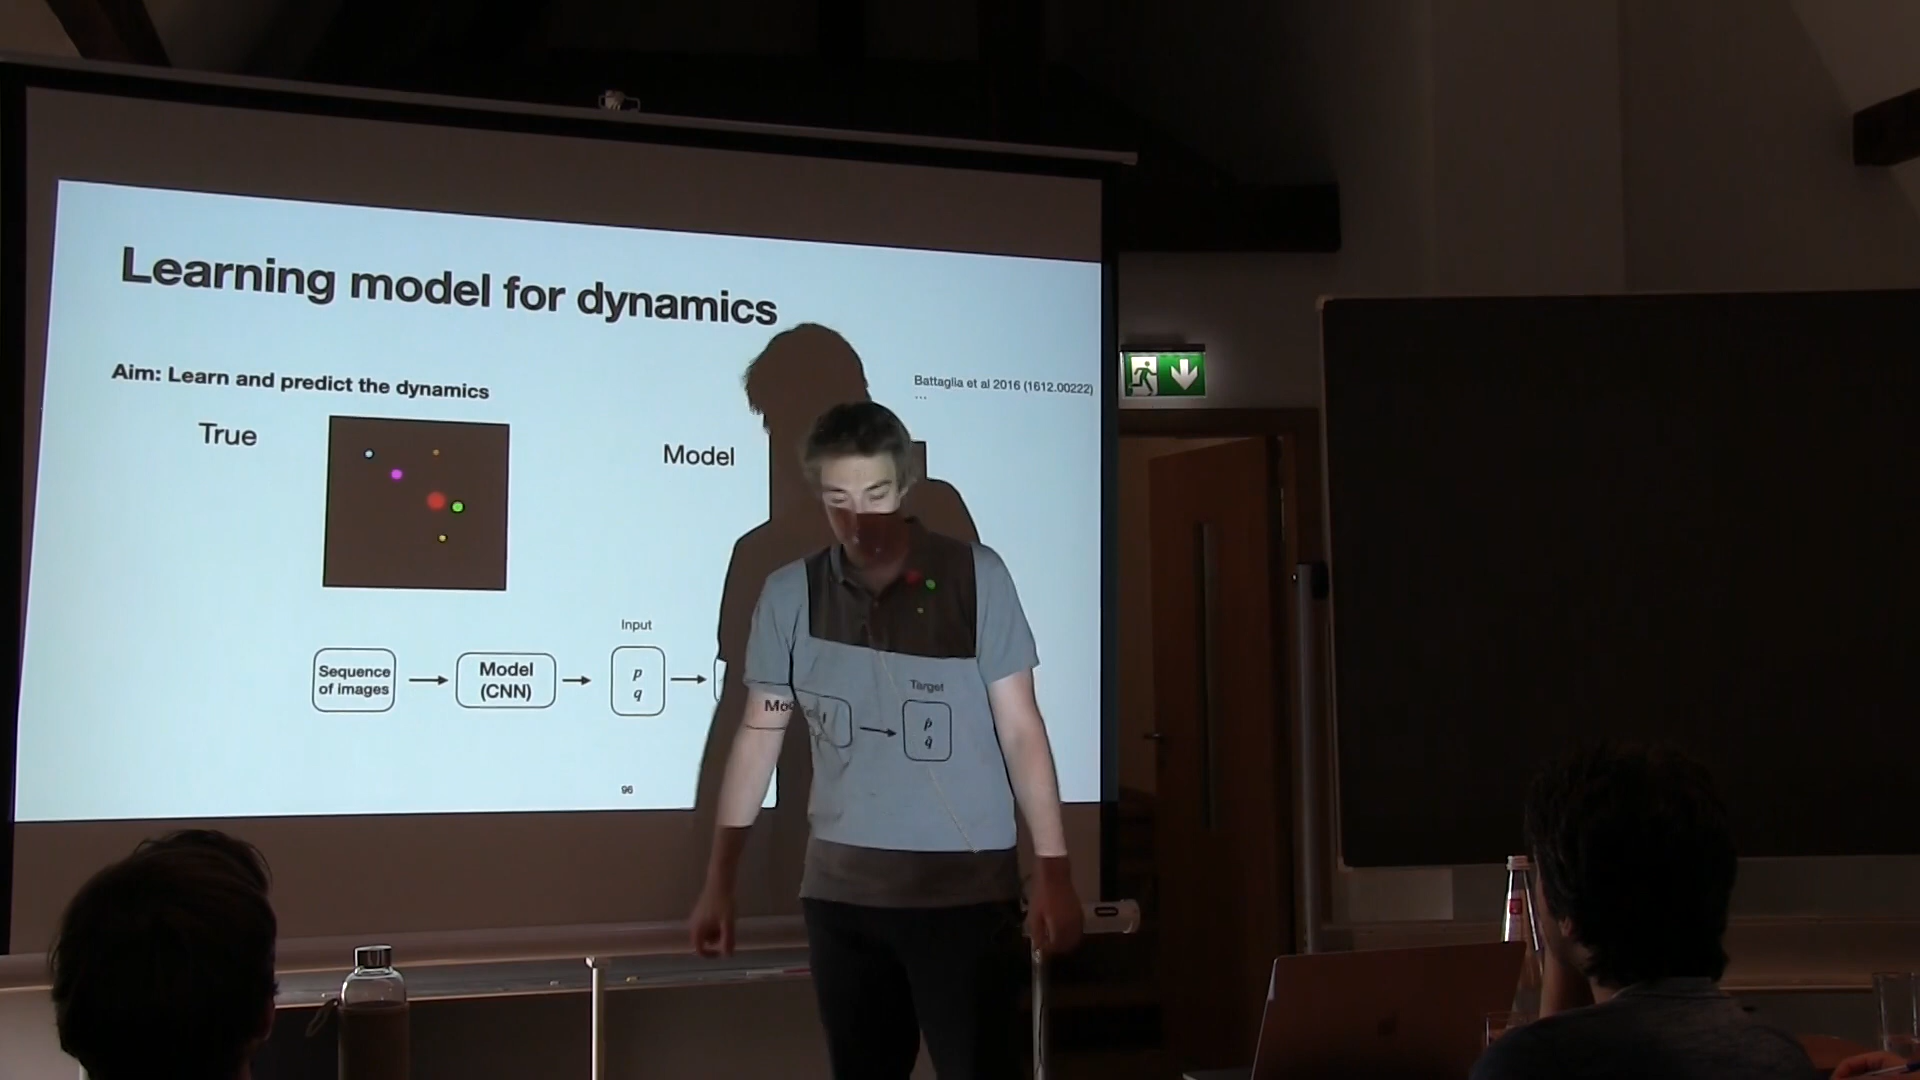 Learning model for dynamics
Aim: Learn and predict the dynamics
Battaglia et al 2016 (1612.00222)
...
True
Model
Input
Target
Sequence
of images
Model
(CNN)
p
q
ṗ
q̇
96